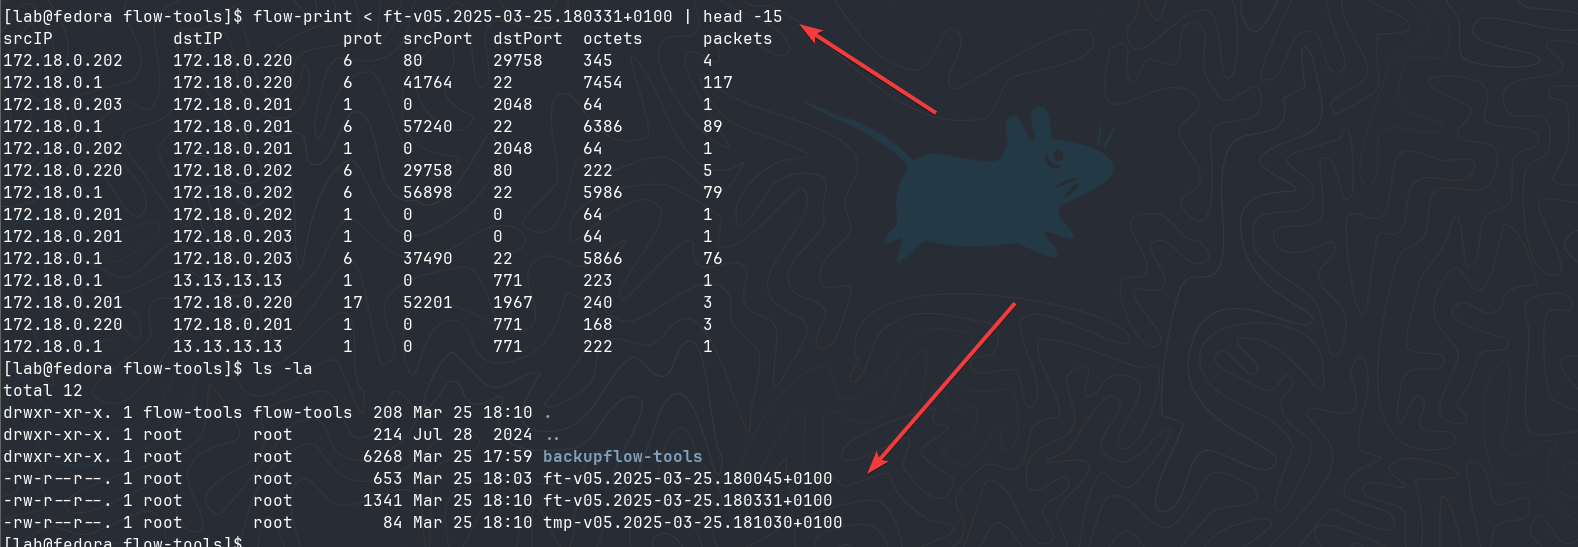 [lab@fedora flow-tools]$ flow-print < ft-v05.2025-03-25.180331+0100 | head -15
srcIP            dstIP            prot  srcPort  dstPort  octets      packets
172.18.0.202     172.18.0.220     6     80       29758    345         4
172.18.0.1       172.18.0.220     6     41764    22       7454        117
172.18.0.203     172.18.0.201     1     0        2048     64          1
172.18.0.1       172.18.0.201     6     57240    22       6386        89
172.18.0.202     172.18.0.201     1     0        2048     64          1
172.18.0.220     172.18.0.202     6     29758    80       222         5
172.18.0.1       172.18.0.202     6     56898    22       5986        79
172.18.0.201     172.18.0.202     1     0        0        64          1
172.18.0.201     172.18.0.203     1     0        0        64          1
172.18.0.1       172.18.0.203     6     37490    22       5866        76
172.18.0.1       13.13.13.13      1     0        771      223         1
172.18.0.201     172.18.0.220     17    52201    1967     240         3
172.18.0.220     172.18.0.201     1     0        771      168         3
172.18.0.1       13.13.13.13      1     0        771      222         1
[lab@fedora flow-tools]$ ls -la
total 12
drwxr-xr-x. 1 flow-tools flow-tools  208 Mar 25 18:10 .
drwxr-xr-x. 1 root       root        214 Jul 28  2024 ..
drwxr-xr-x. 1 root       root       6268 Mar 25 17:59 backupflow-tools
-rw-r--r--. 1 root       root        653 Mar 25 18:03 ft-v05.2025-03-25.180045+0100
-rw-r--r--. 1 root       root       1341 Mar 25 18:10 ft-v05.2025-03-25.180331+0100
-rw-r--r--. 1 root       root         84 Mar 25 18:10 tmp-v05.2025-03-25.181030+0100
[lab@fedora flow-tools]$